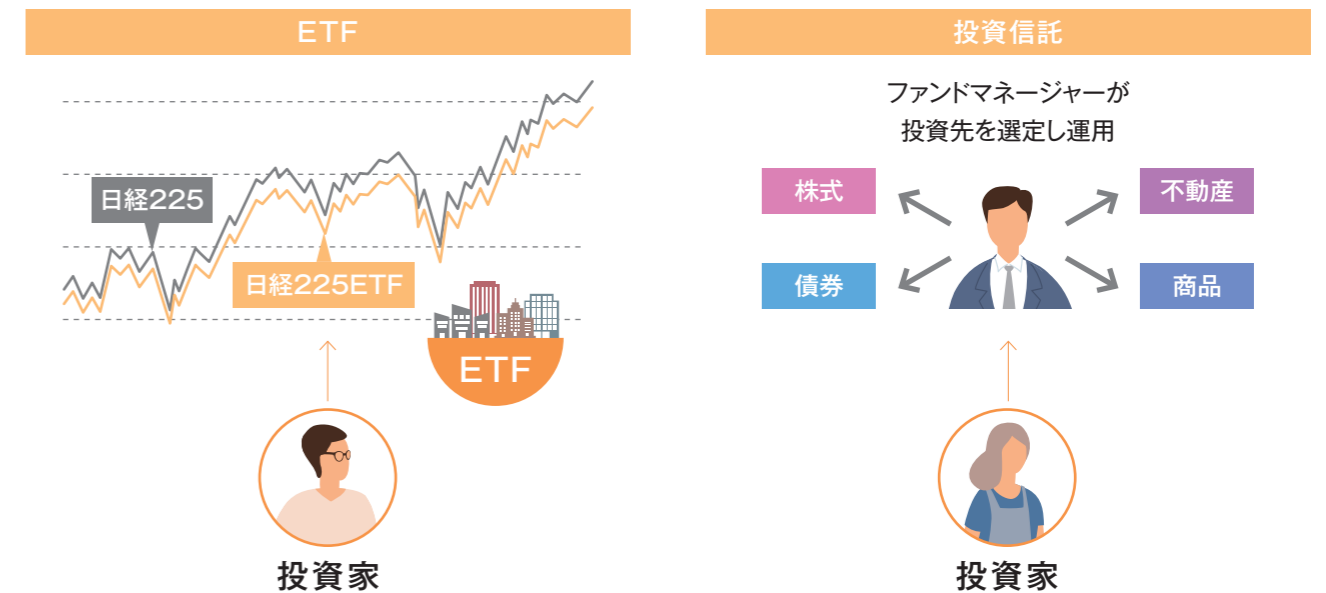 ETF
日経225
日経225ETF
ETF
投資家
投資信託
ファンドマネージャーが
投資先を選定し運用
株式
不動産
債券
商品
投資家